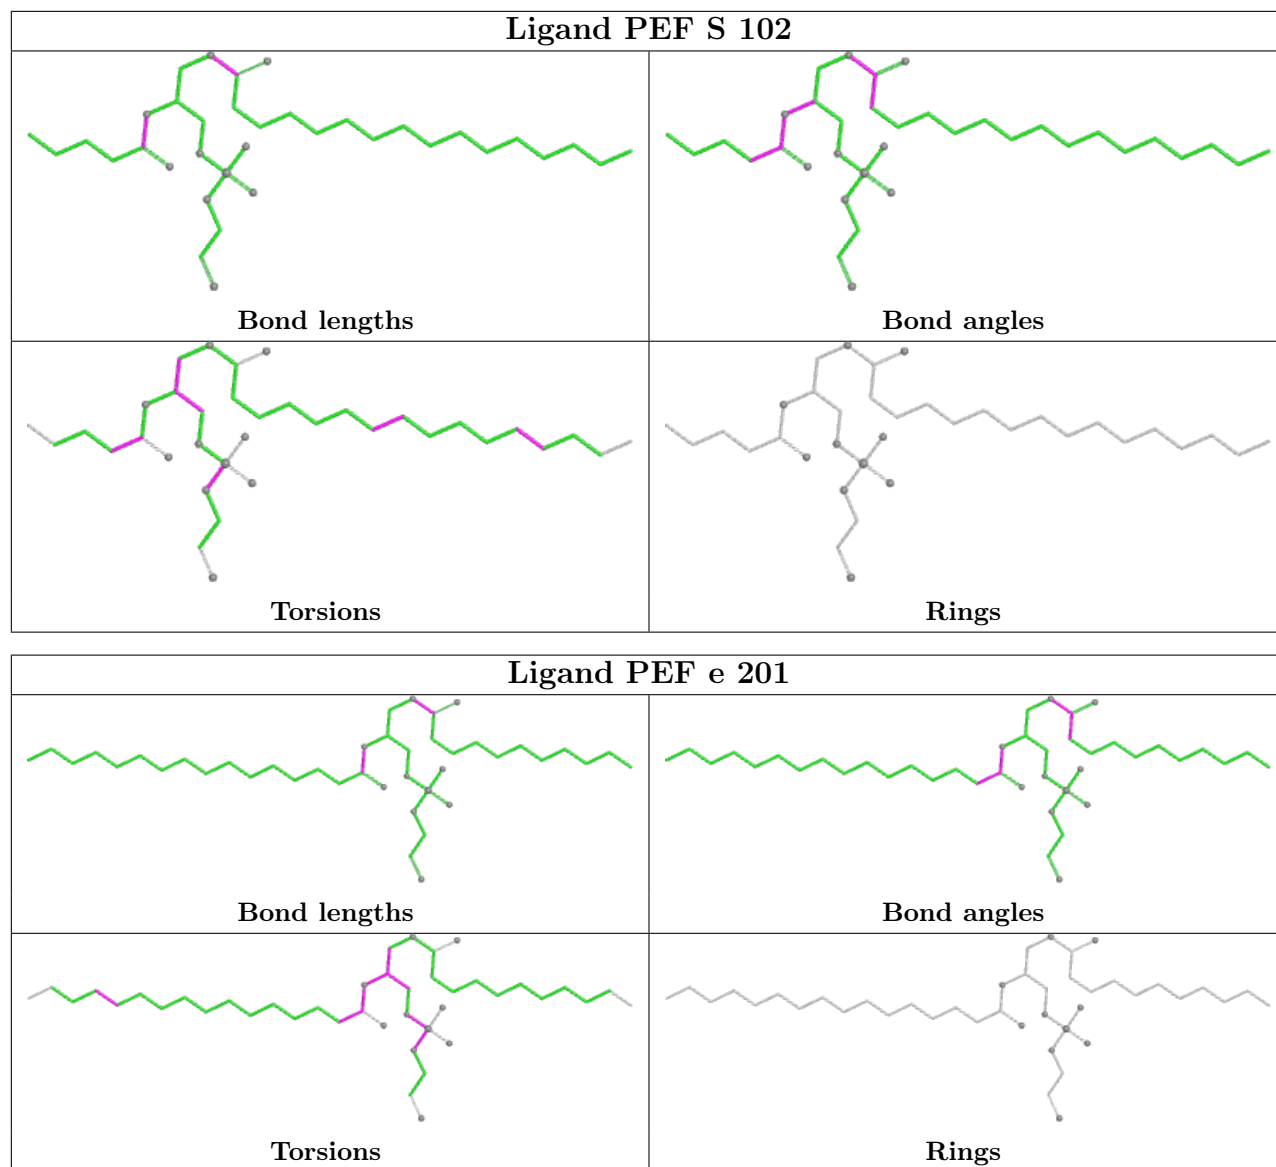 Ligand PEF S 102
Bond lengths
Bond angles
Torsions
Rings
Ligand PEF e 201
Bond lengths
Bond angles
Torsions
Rings